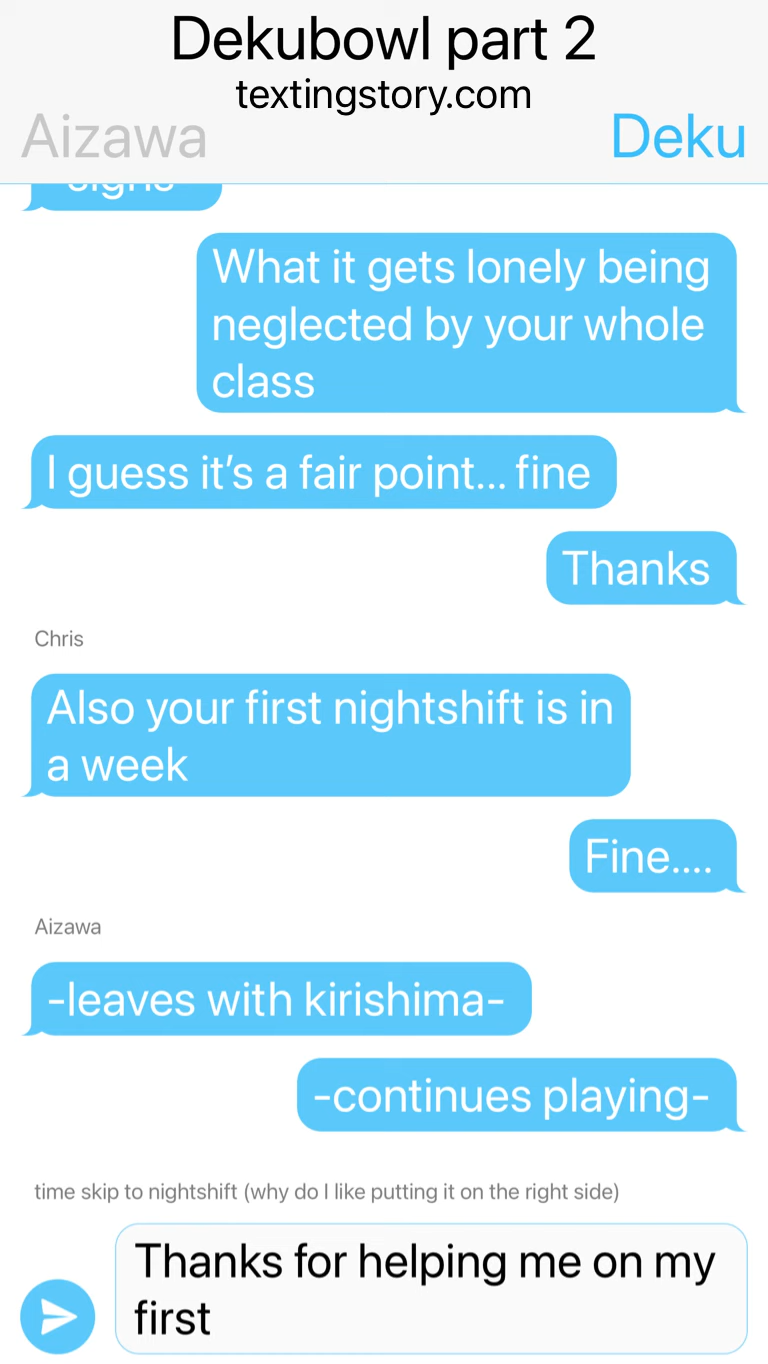 Dekubowl part 2
textingstory.com
Aizawa
Deku
signs
What it gets lonely being
neglected by your whole
class
I guess it’s a fair point... fine
Thanks
Chris
Also your first nightshift is in
a week
Fine....
Aizawa
-leaves with kirishima-
-continues playing-
time skip to nightshift (why do I like putting it on the right side)
Thanks for helping me on my
first